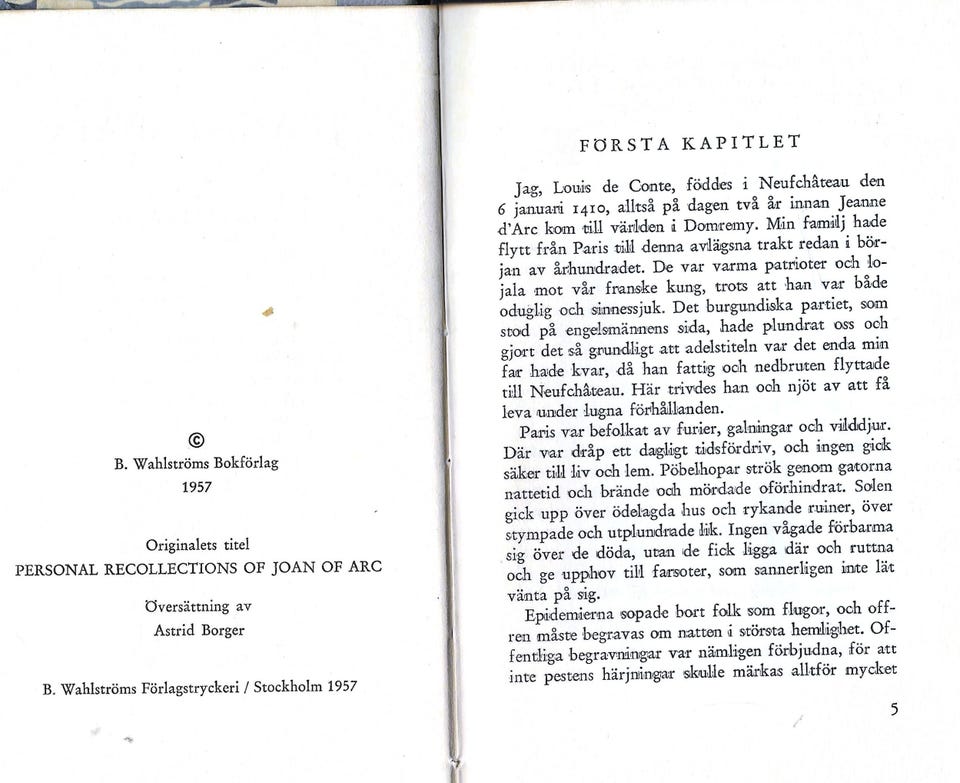 ©
B. Wahlströms Bokförlag
1957
Originalets titel
PERSONAL RECOLLECTIONS OF JOAN OF ARC
Översättning av
Astrid Borger
B. Wahlströms Förlagstryckeri / Stockholm 1957
FÖRSTA KAPITLET
Jag, Louis de Conte, föddes i Neufchâteau den
6 januari 1410, alltså på dagen två år innan Jeanne
d'Arc kom till världen i Domremy. Min familj hade
flytt från Paris till denna avlägsna trakt redan i bör-
jan av århundradet. De var varma patrioter och lo-
jala mot vår franske kung, trots att han var både
oduglig och sinnessjuk. Det burgundiska partiet, som
stod på engelsmännens sida, hade plundrat oss och
gjort det så grundligt att adelstiteln var det enda min
far hade kvar, då han fattig och nedbruten flyttade
till Neufchâteau. Här trivdes han och njöt av att få
leva under lugna förhållanden.
Paris var befolkat av furier, galningar och vilddjur.
Där var dråp ett dagligt tidsfördriv, och ingen gick
säker till liv och lem. Pöbelhopar strök genom gatorna
nattetid och brände och mördade oförhindrat. Solen
gick upp över ödelagda hus och rykande ruiner, över
stympade och utplundrade lik. Ingen vågade förbarma
sig över de döda, utan de fick ligga där och ruttna
och ge upphov till farsoter, som sannerligen inte lät
vänta på sig.
Epidemierna sopade bort folk som flugor, och off-
ren måste begravas om natten i största hemlighet. Of-
fentliga begravningar var nämligen förbjudna, för att
inte pestens härjningar skulle märkas alltför mycket
5